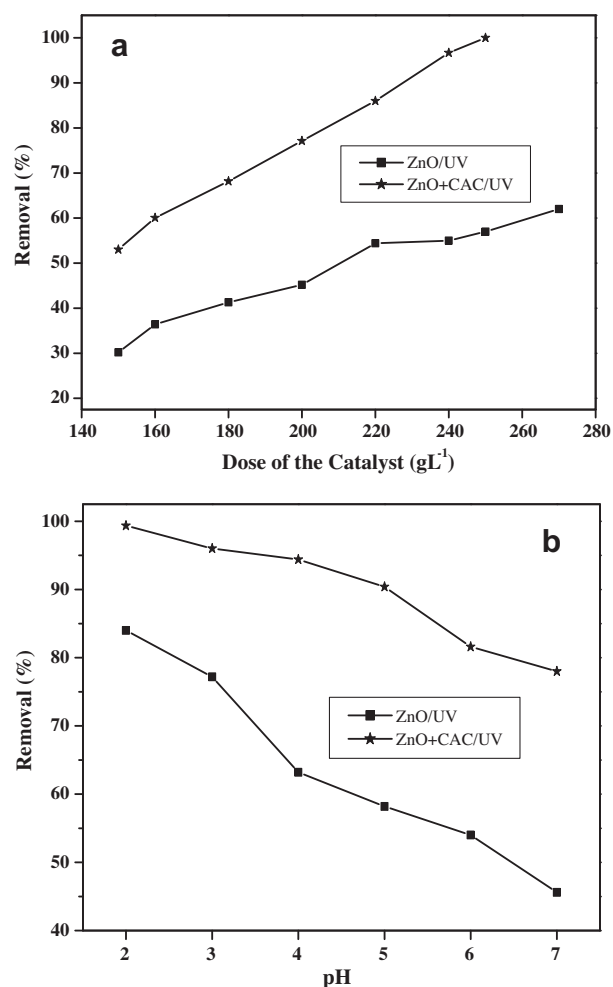 a
100
90
80
70
60
50
40
30
20
Removal (%)
ZnO/UV
ZnO+CAC/UV
140 160 180 200 220 240 260 280
Dose of the Catalyst (gL⁻¹)
b
100
90
80
70
60
50
40
Removal (%)
ZnO/UV
ZnO+CAC/UV
2 3 4 5 6 7
pH